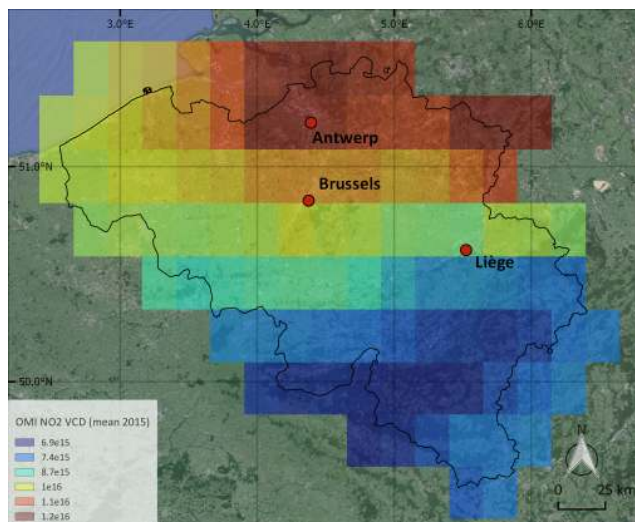 3.0°E 4.0°E 5.0°E 6.0°E
Antwerp
51.0°N
Brussels
Liège
50.0°N
OMI NO2 VCD (mean 2015)
6.9e15
7.4e15
8.7e15
1e16
1.1e16
1.2e16
N
0 25 km